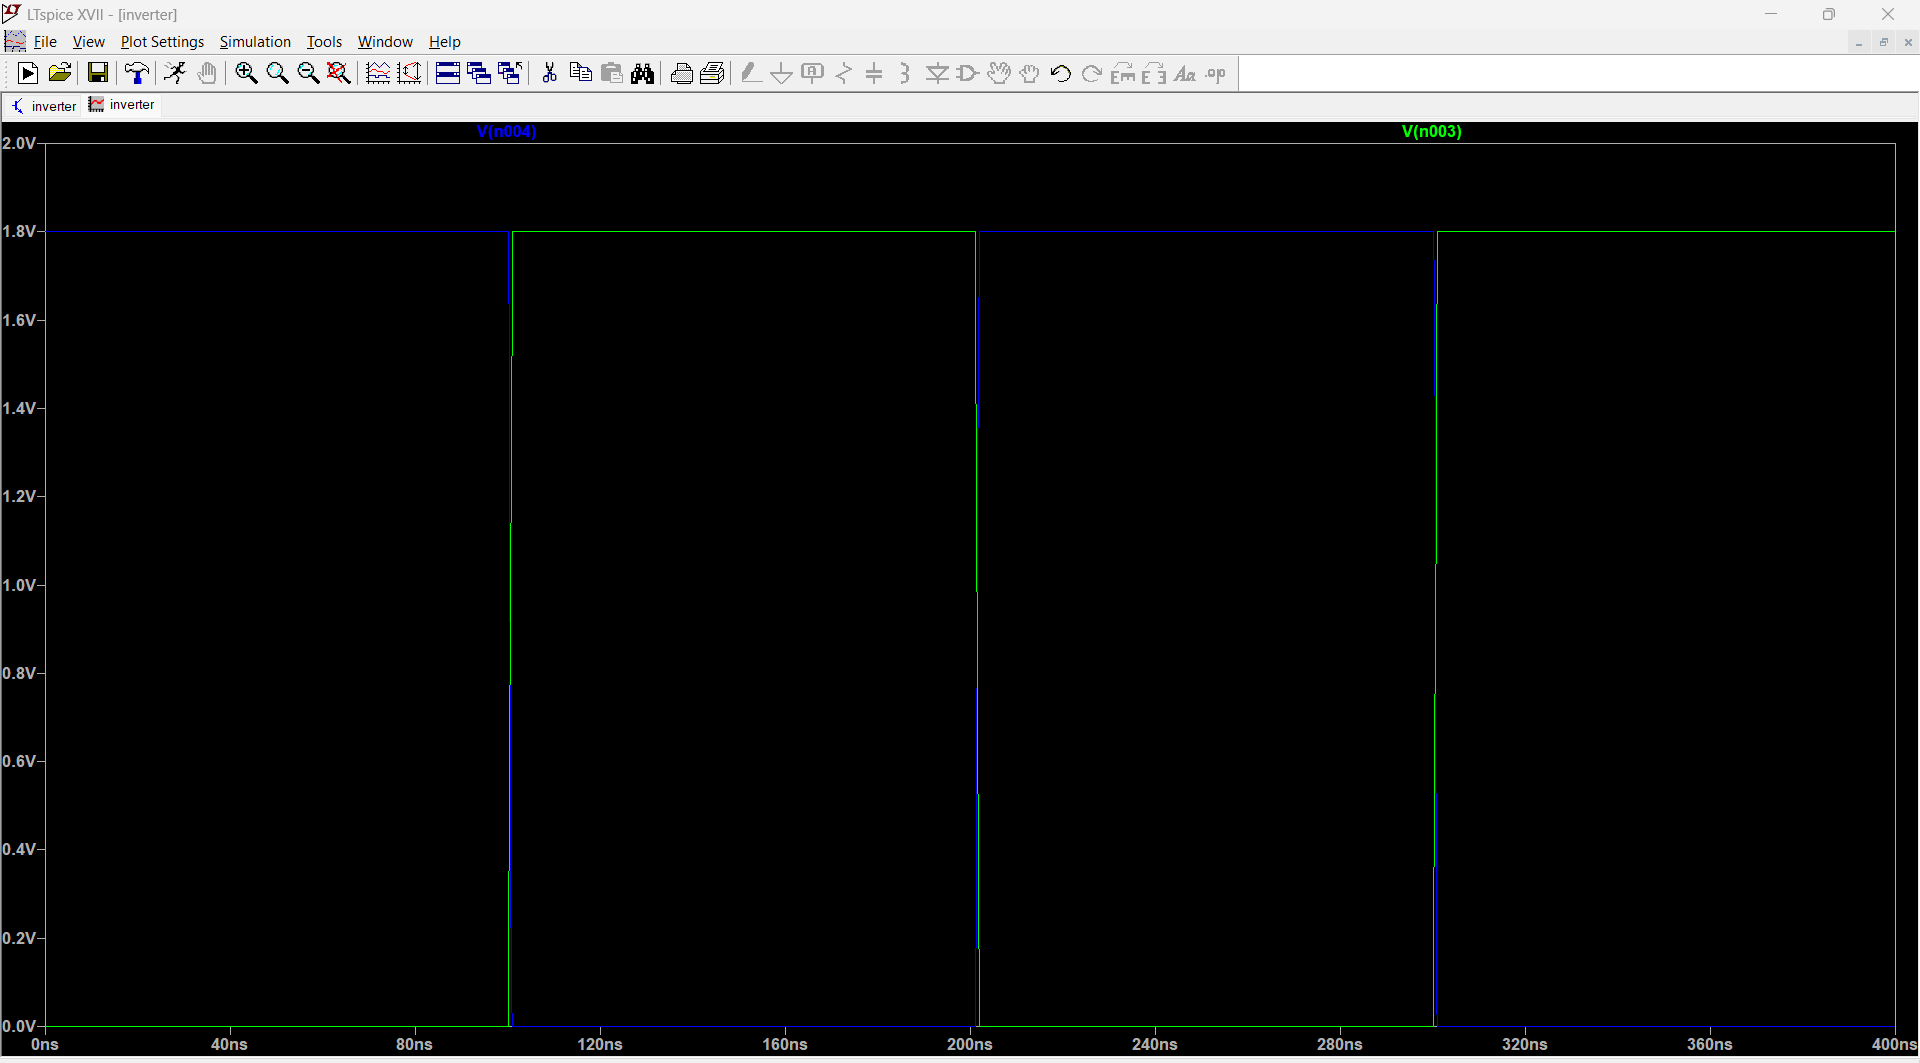 LTspice XVII - [inverter]
File View Plot Settings Simulation Tools Window Help
.op
inverter inverter
V(n004) V(n003)
2.0V
1.8V
1.6V
1.4V
1.2V
1.0V
0.8V
0.6V
0.4V
0.2V
0.0V
0ns 40ns 80ns 120ns 160ns 200ns 240ns 280ns 320ns 360ns 400ns